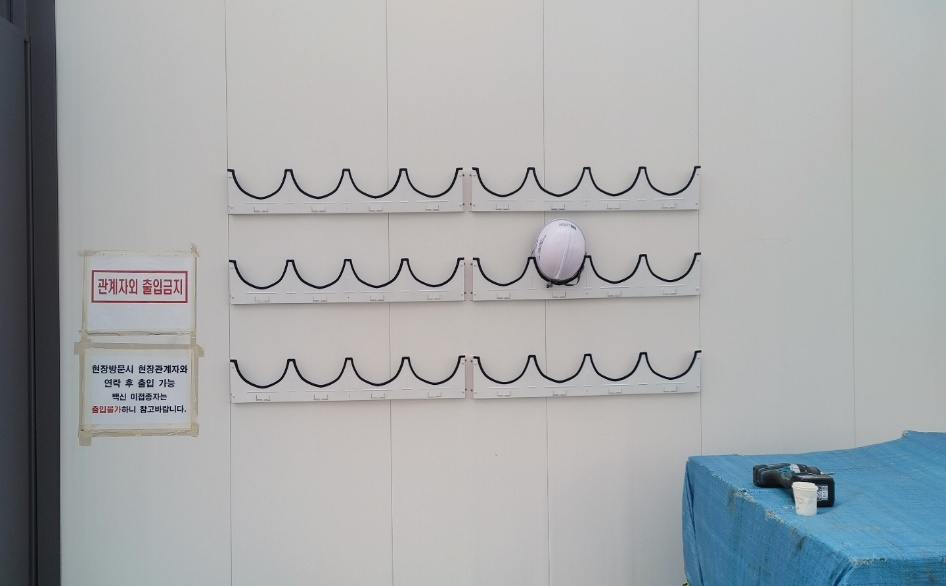 관계자외 출입금지
현장방문시 현장관계자와
연락 후 출입 가능
백신 미접종자는
출입불가하니 참고바랍니다.